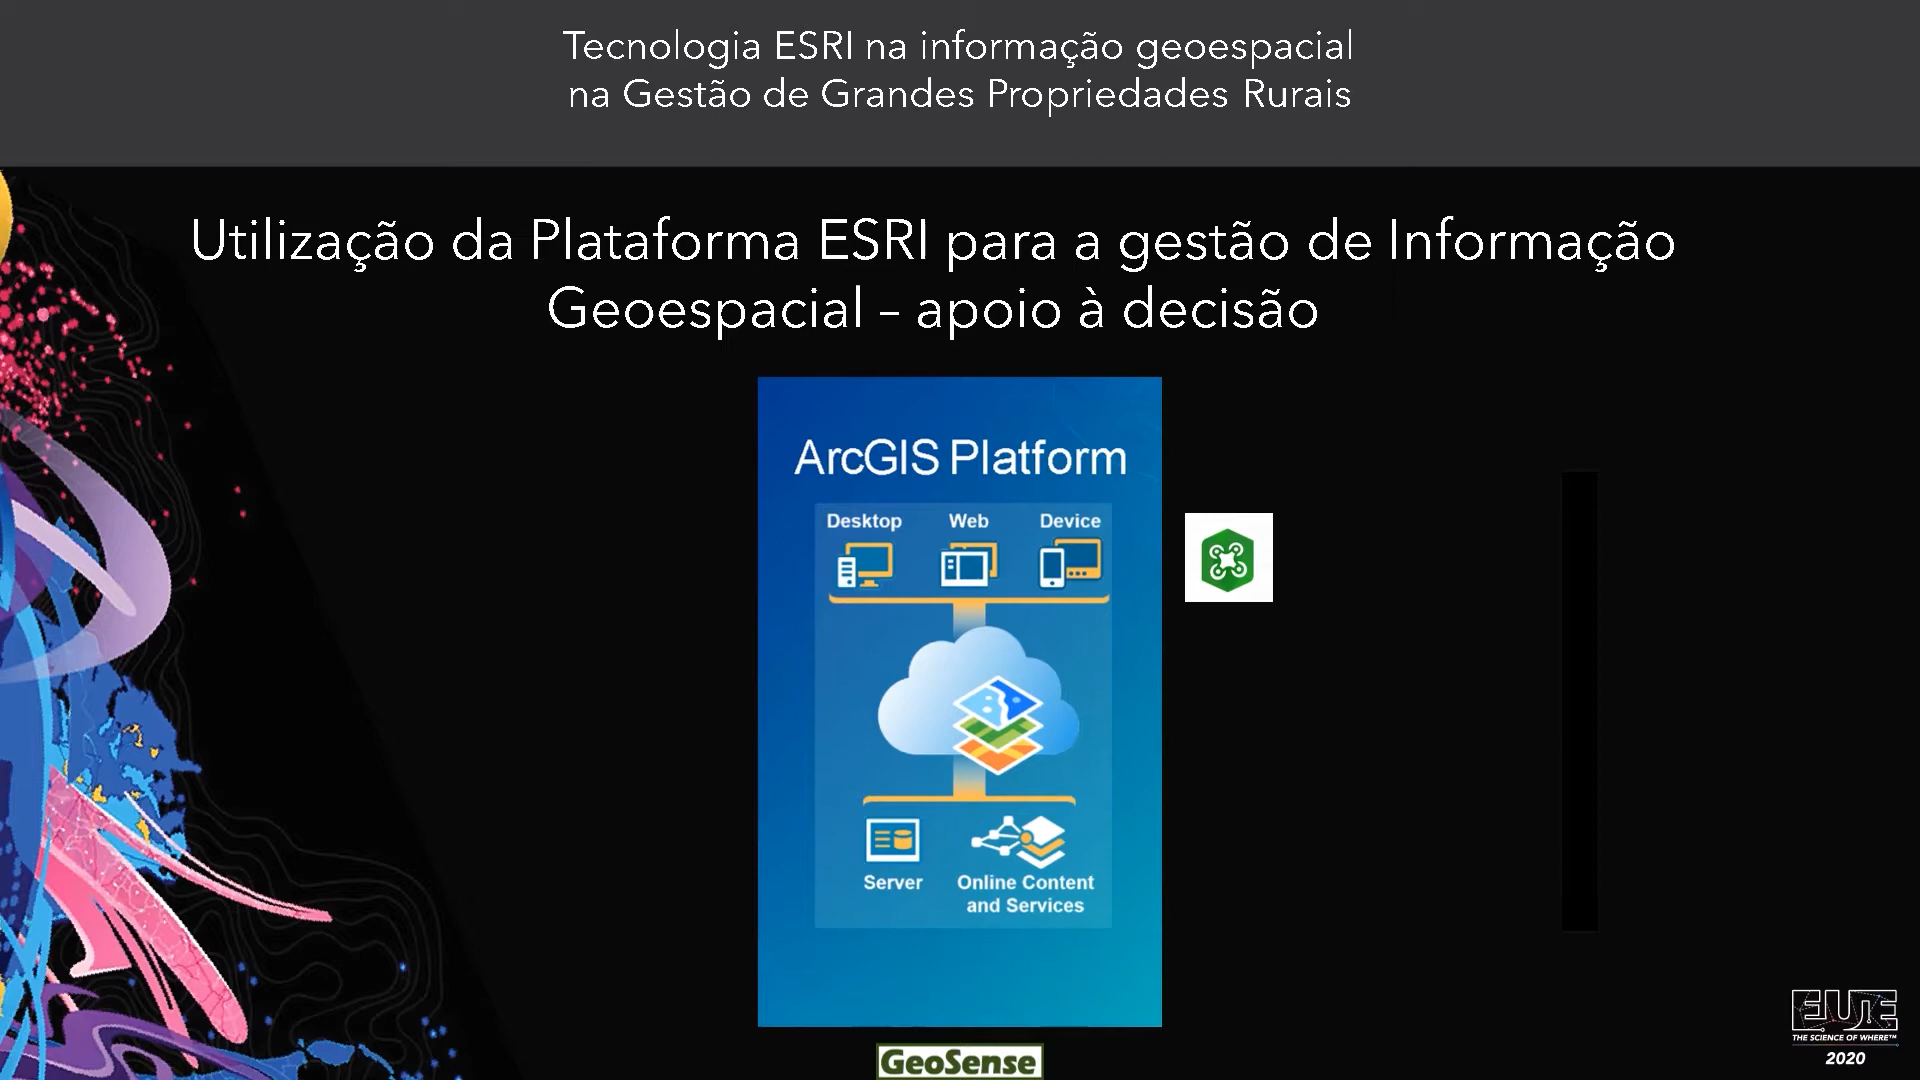 Tecnologia ESRI na informação geoespacial
na Gestão de Grandes Propriedades Rurais
Utilização da Plataforma ESRI para a gestão de Informação
Geoespacial – apoio à decisão
ArcGIS Platform
Desktop Web Device
Server
Online Content
and Services
GeoSense
EUE
THE SCIENCE OF WHERE™
2020